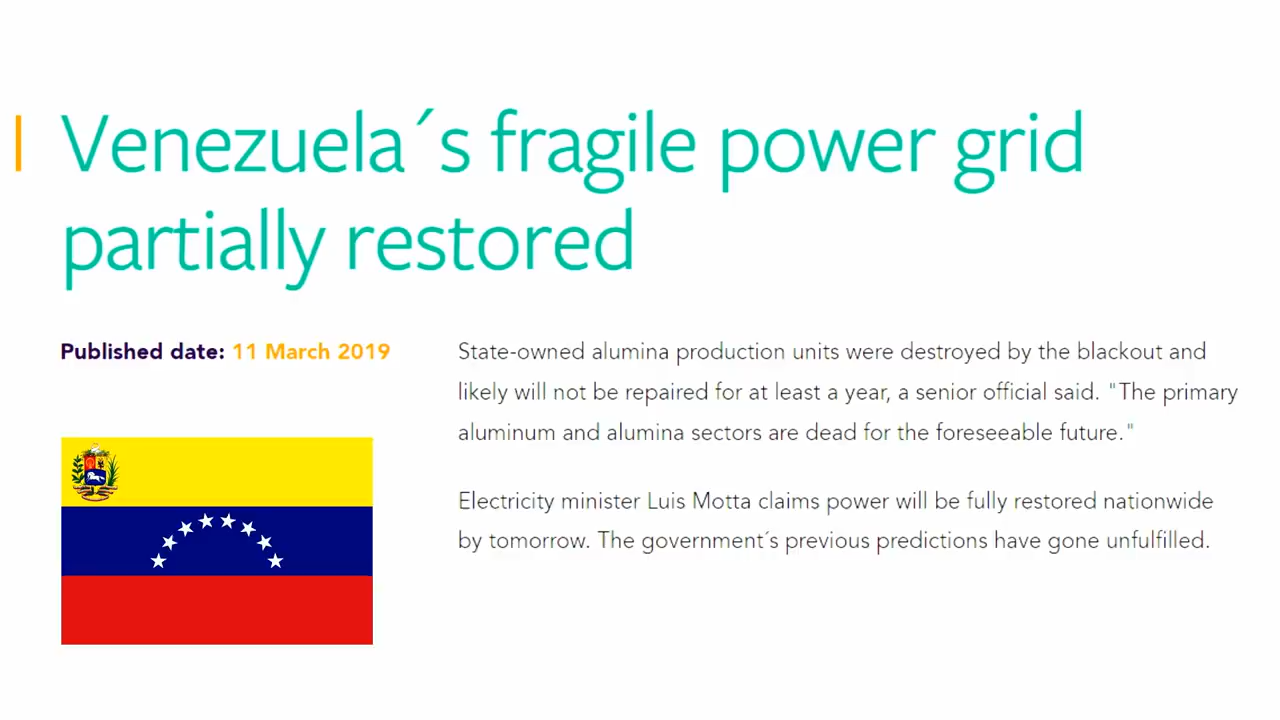 Venezuela´s fragile power grid
partially restored
Published date: 11 March 2019
State-owned alumina production units were destroyed by the blackout and
likely will not be repaired for at least a year, a senior official said. "The primary
aluminum and alumina sectors are dead for the foreseeable future."
Electricity minister Luis Motta claims power will be fully restored nationwide
by tomorrow. The government´s previous predictions have gone unfulfilled.